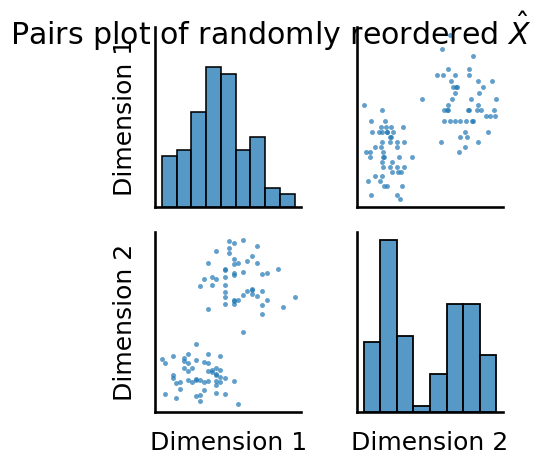 Pairs plot of randomly reordered X̂
Dimension 1
Dimension 2
Dimension 1
Dimension 2